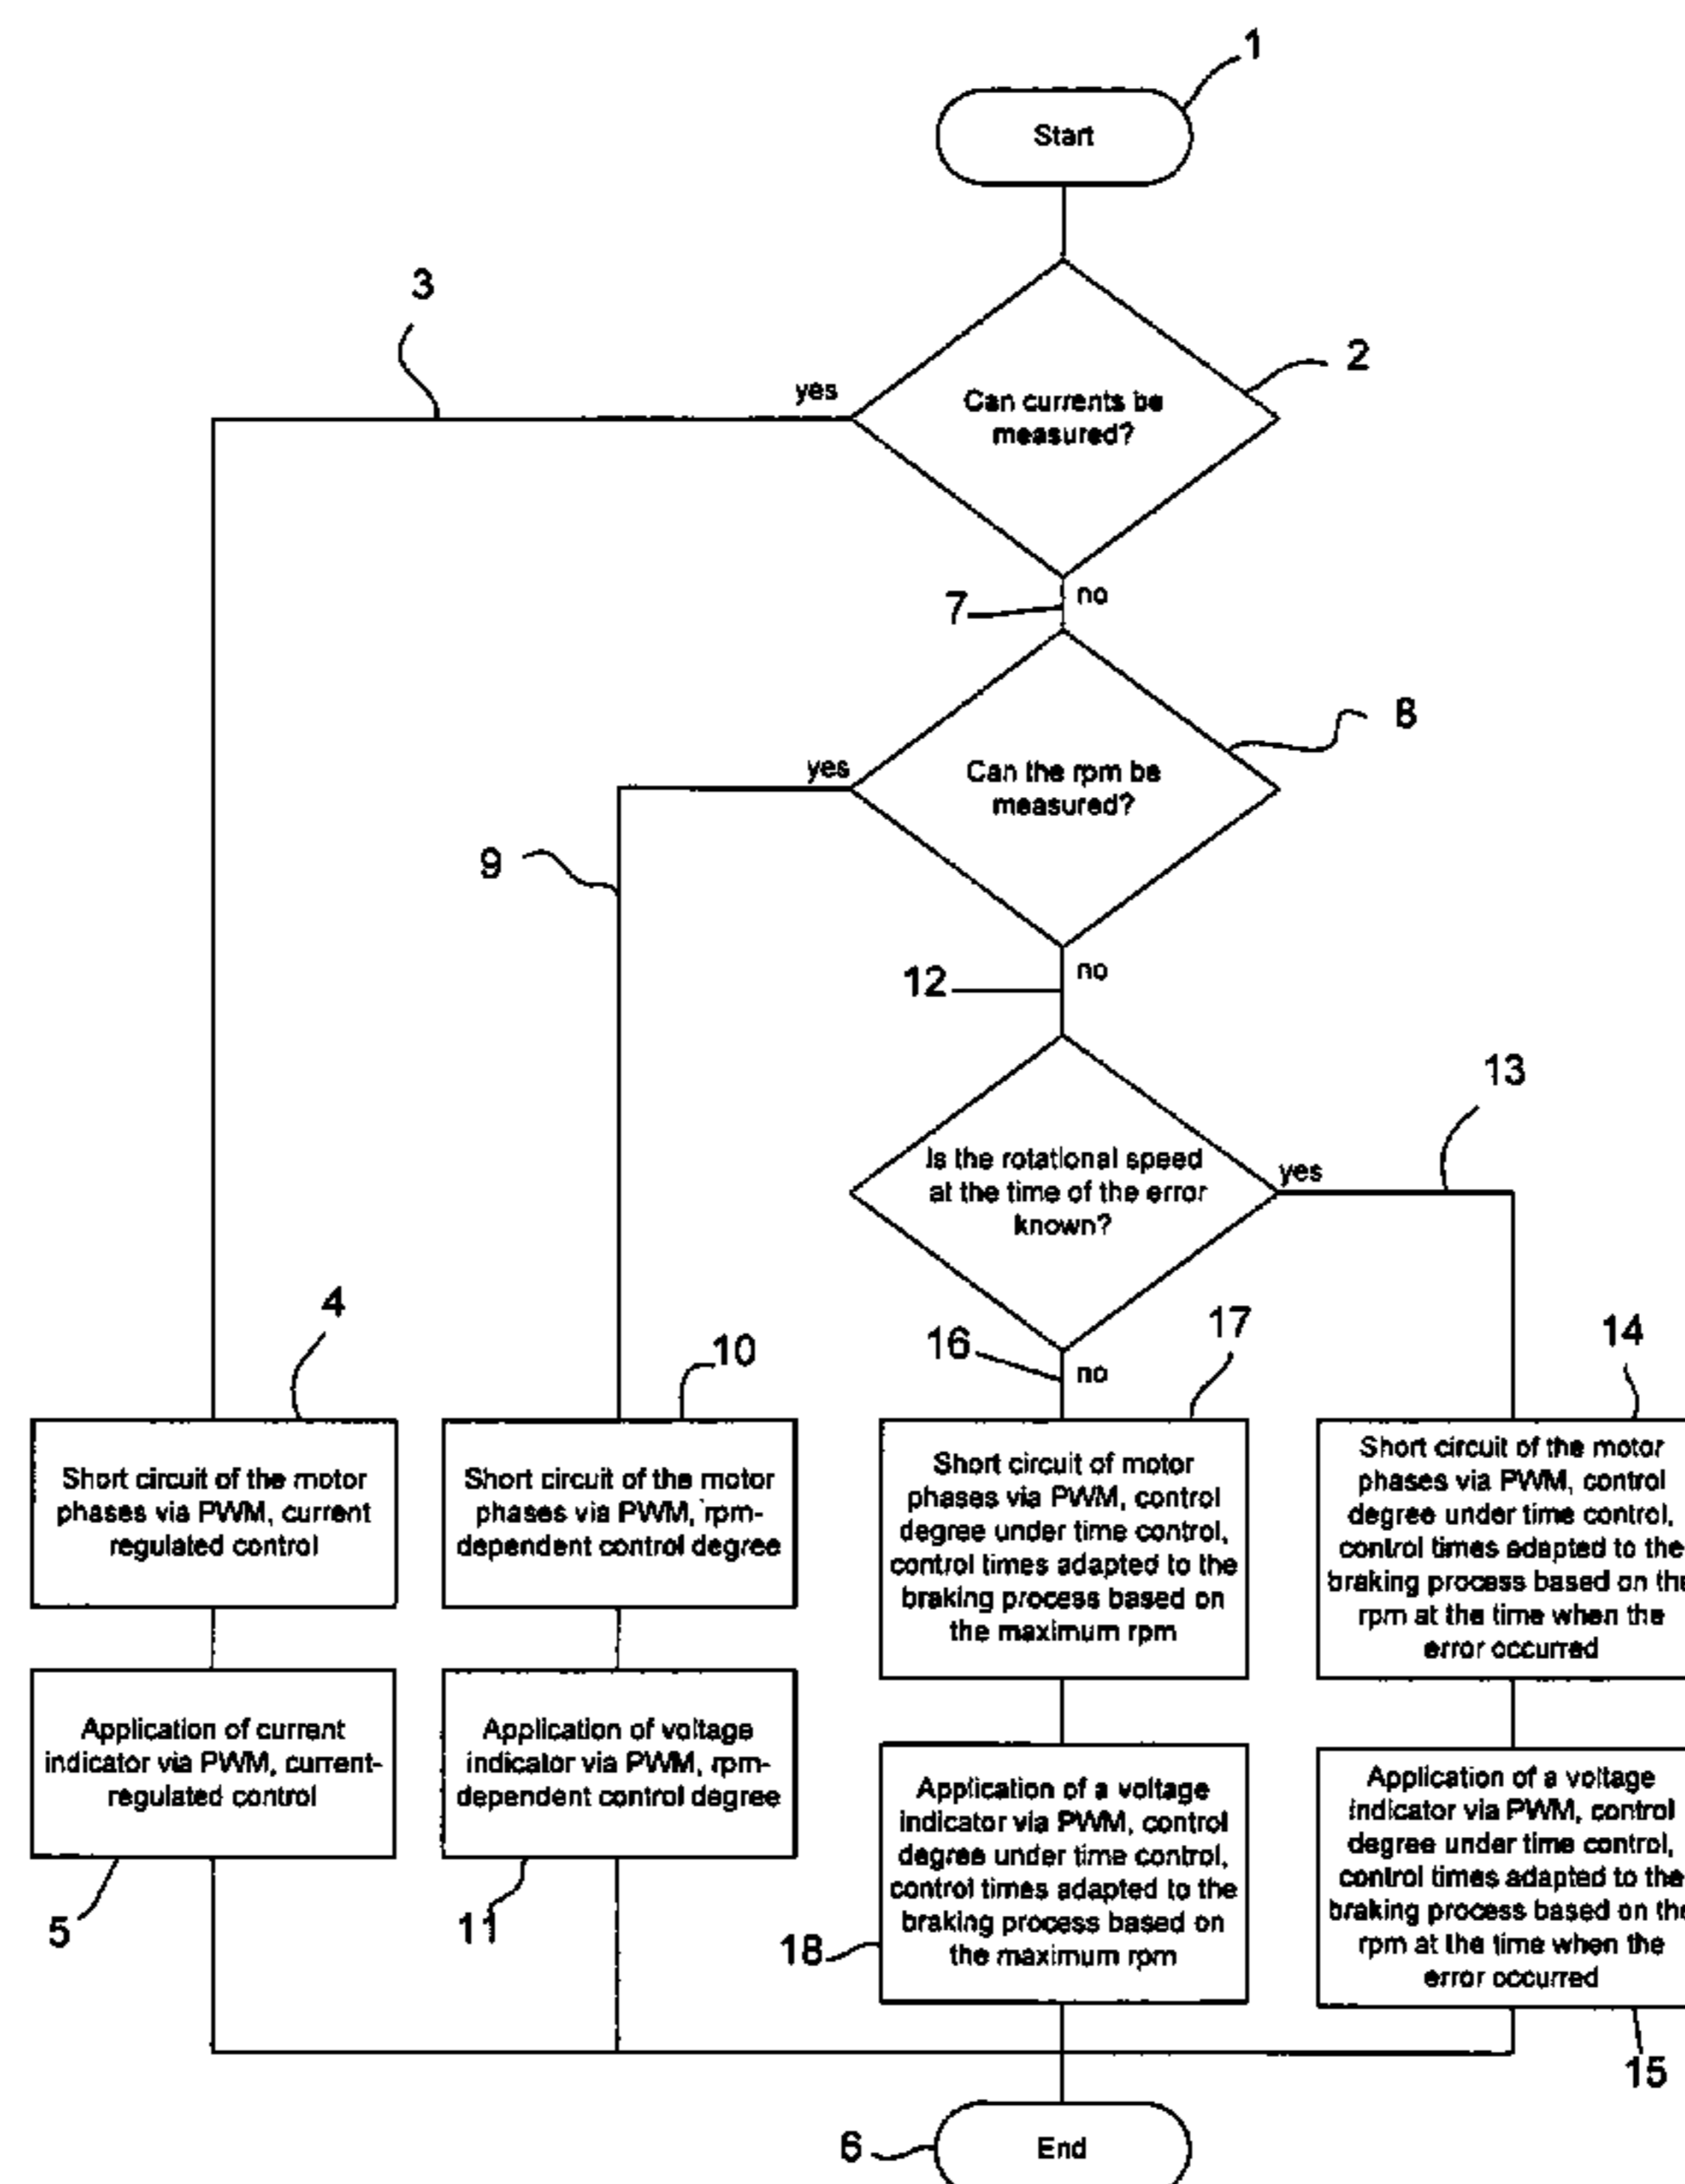 1
Start
3
2
yes
Can currents be
measured?
7
no
8
yes
Can the rpm be
measured?
9
12
no
13
Is the rotational speed
at the time of the error
known?
yes
4
10
16
no
17
14
Short circuit of the motor
phases via PWM, current
regulated control
Short circuit of the motor
phases via PWM, rpm-
dependent control degree
Short circuit of motor
phases via PWM, control
degree under time control,
control times adapted to the
braking process based on
the maximum rpm
Short circuit of the motor
phases via PWM, control
degree under time control,
control times adapted to the
braking process based on the
rpm at the time when the
error occurred
Application of current
indicator via PWM, current-
regulated control
Application of voltage
indicator via PWM, rpm-
dependent control degree
Application of a voltage
indicator via PWM, control
degree under time control,
control times adapted to the
braking process based on
the maximum rpm
Application of a voltage
indicator via PWM, control
degree under time control,
control times adapted to the
braking process based on the
rpm at the time when the
error occurred
5
11
18
15
6
End